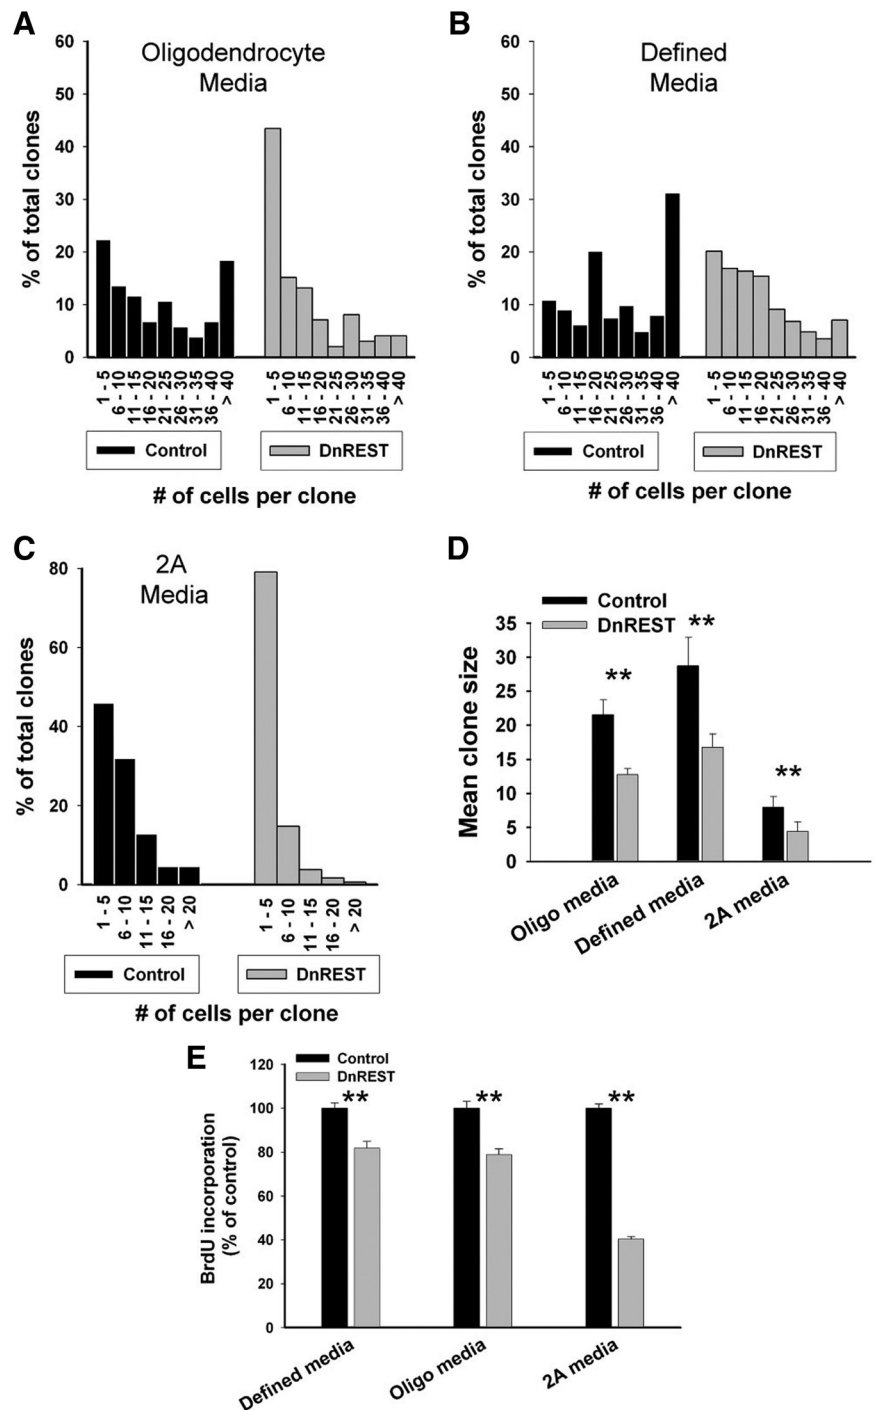 A
Oligodendrocyte
Media
% of total clones
60
50
40
30
20
10
0
1 - 5
6 - 10
11 - 15
16 - 20
21 - 25
26 - 30
31 - 35
36 - 40
> 40
1 - 5
6 - 10
11 - 15
16 - 20
21 - 25
26 - 30
31 - 35
36 - 40
> 40
Control
DnREST
# of cells per clone
B
Defined
Media
% of total clones
60
50
40
30
20
10
0
1 - 5
6 - 10
11 - 15
16 - 20
21 - 25
26 - 30
31 - 35
36 - 40
> 40
1 - 5
6 - 10
11 - 15
16 - 20
21 - 25
26 - 30
31 - 35
36 - 40
> 40
Control
DnREST
# of cells per clone
C
2A
Media
% of total clones
80
60
40
20
0
1 - 5
6 - 10
11 - 15
16 - 20
> 20
1 - 5
6 - 10
11 - 15
16 - 20
> 20
Control
DnREST
# of cells per clone
D
Control
DnREST
Mean clone size
35
30
25
20
15
10
5
0
**
**
**
Oligo media
Defined media
2A media
E
Control
DnREST
BrdU incorporation
(% of control)
120
100
80
60
40
20
0
**
**
**
Defined media
Oligo media
2A media